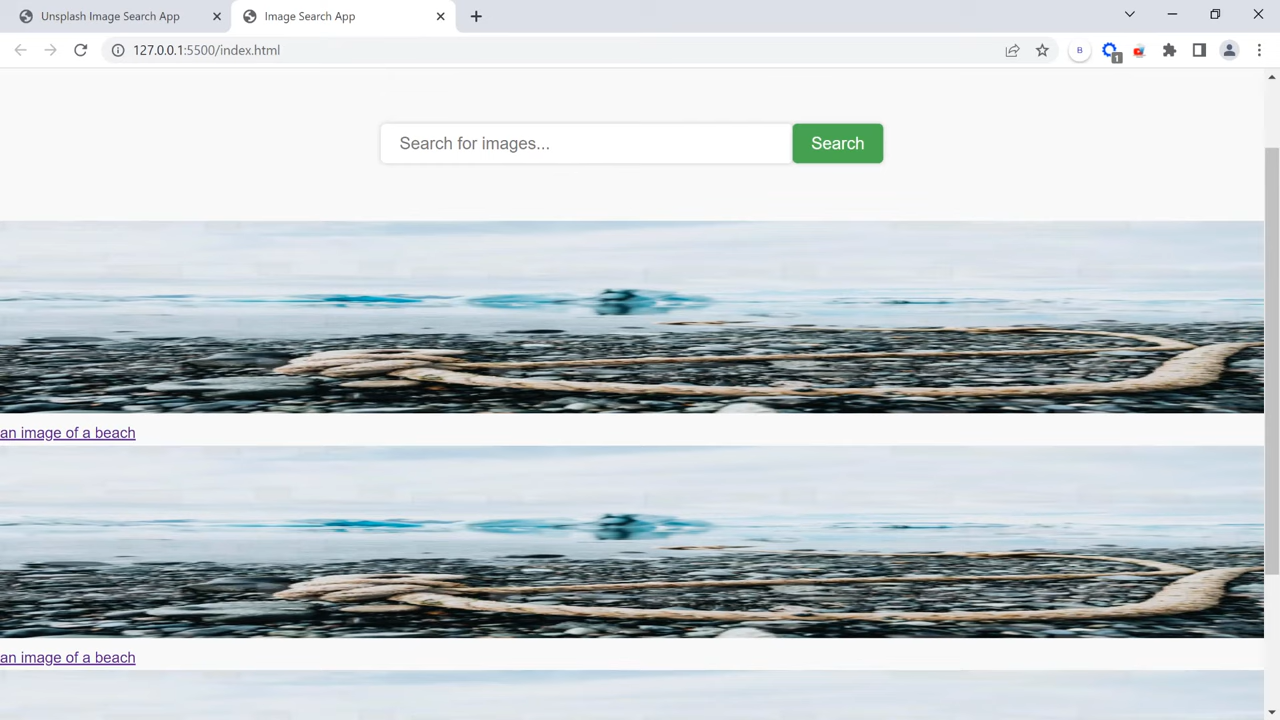 Unsplash Image Search App
Image Search App
127.0.0.1:5500/index.html
B
1
Search for images...
Search
an image of a beach
an image of a beach